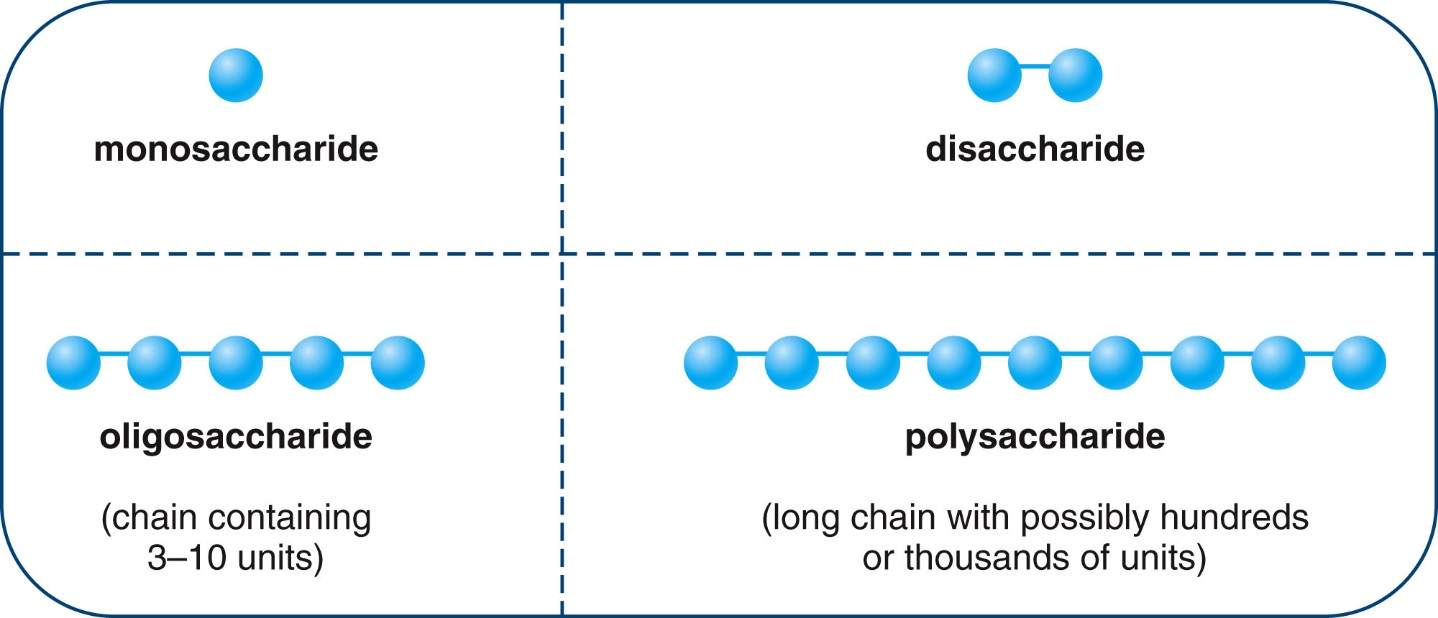 monosaccharide
disaccharide
oligosaccharide
(chain containing
3–10 units)
polysaccharide
(long chain with possibly hundreds
or thousands of units)